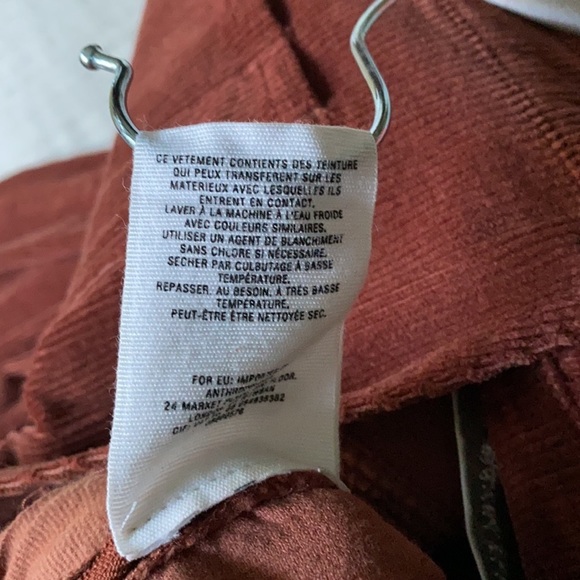 CE VETEMENT CONTIENTS DES TEINTURE
QUI PEUX TRANSFERENT SUR LES
MATERIEUX AVEC LESQUELLES ILS
ENTRENT EN CONTACT.
LAVER À LA MACHINE À L'EAU FROIDE
AVEC COULEURS SIMILAIRES.
UTILISER UN AGENT DE BLANCHIMENT
SANS CHLORE SI NÉCESSAIRE.
SECHER PAR CULBUTAGE À BASSE
TEMPÉRATURE.
REPASSER, AU BESOIN, À TRÈS BASSE
TEMPÉRATURE.
PEUT-ÊTRE ÊTRE NETTOYÉE SEC.
FOR EU:
24 MARKET